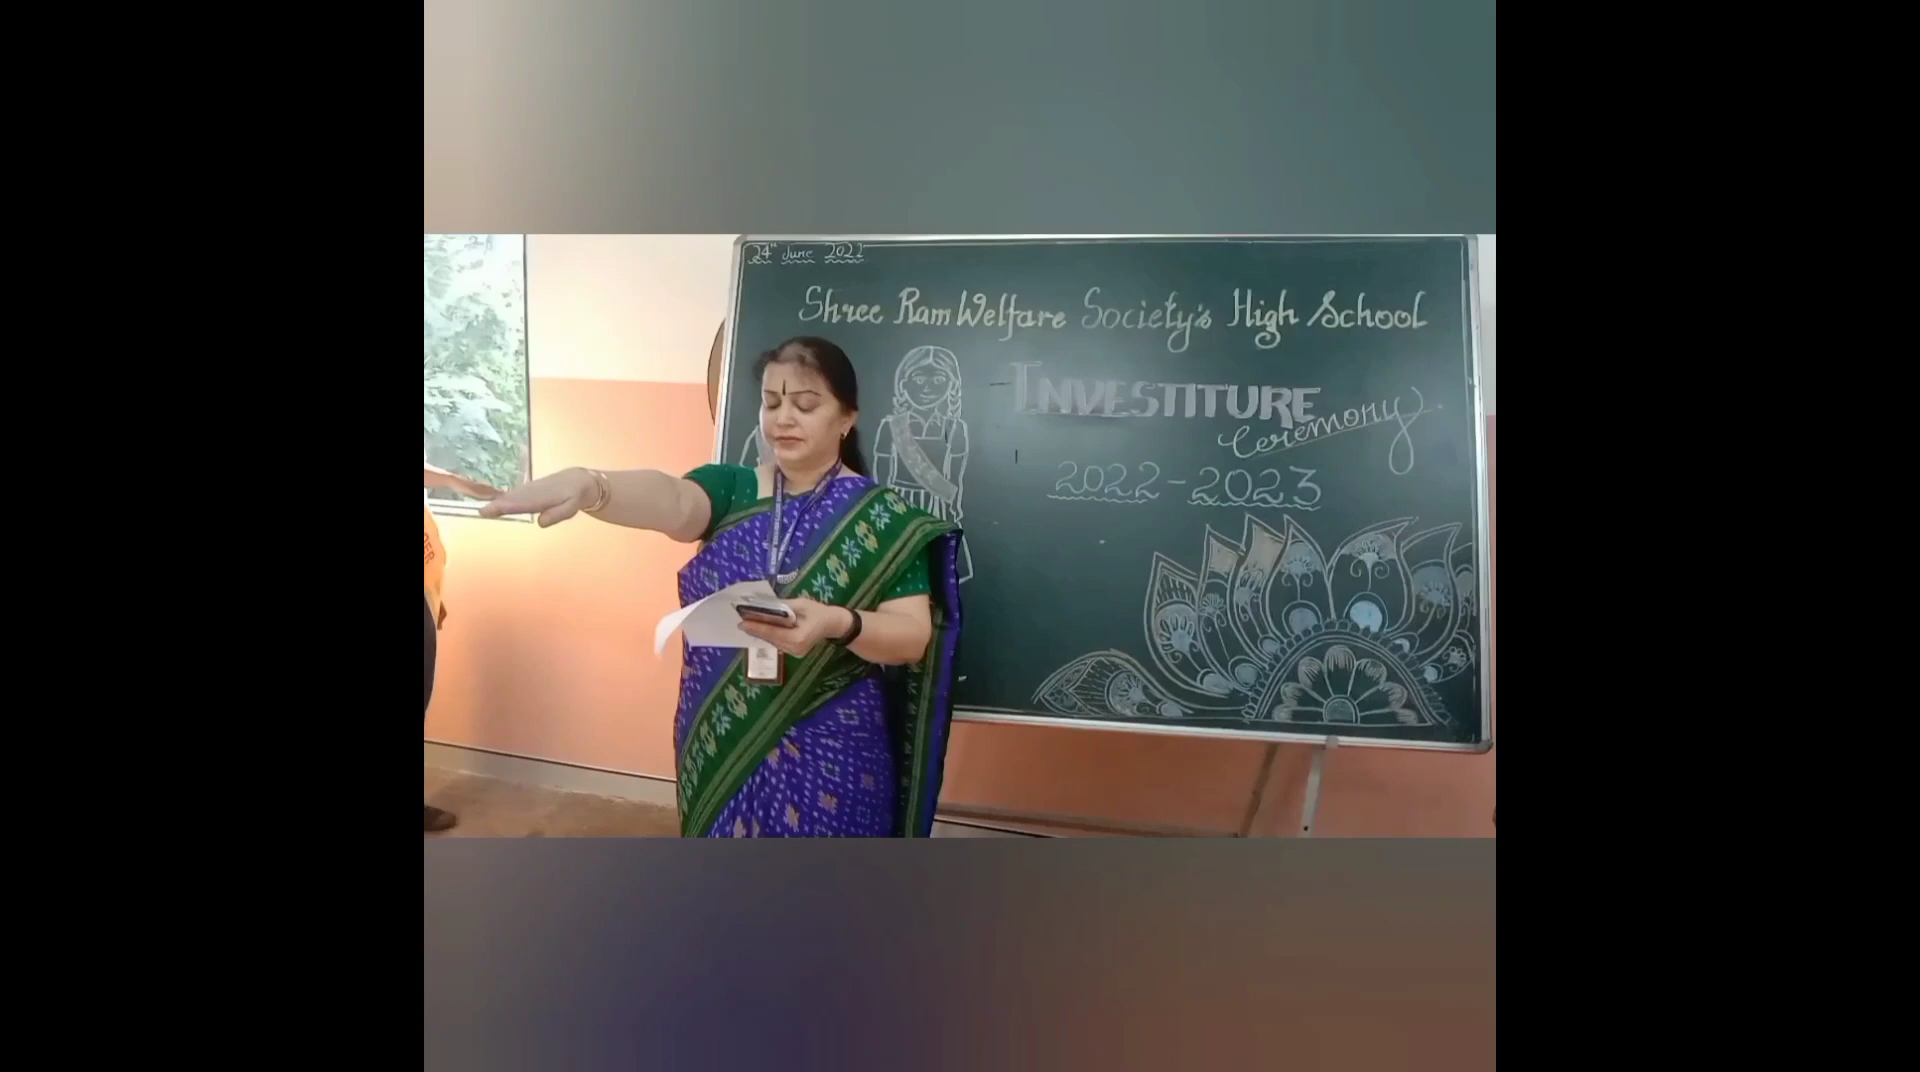 24th June 2022
Shree Ram Welfare Society's High School
INVESTITURE
Ceremony
2022-2023